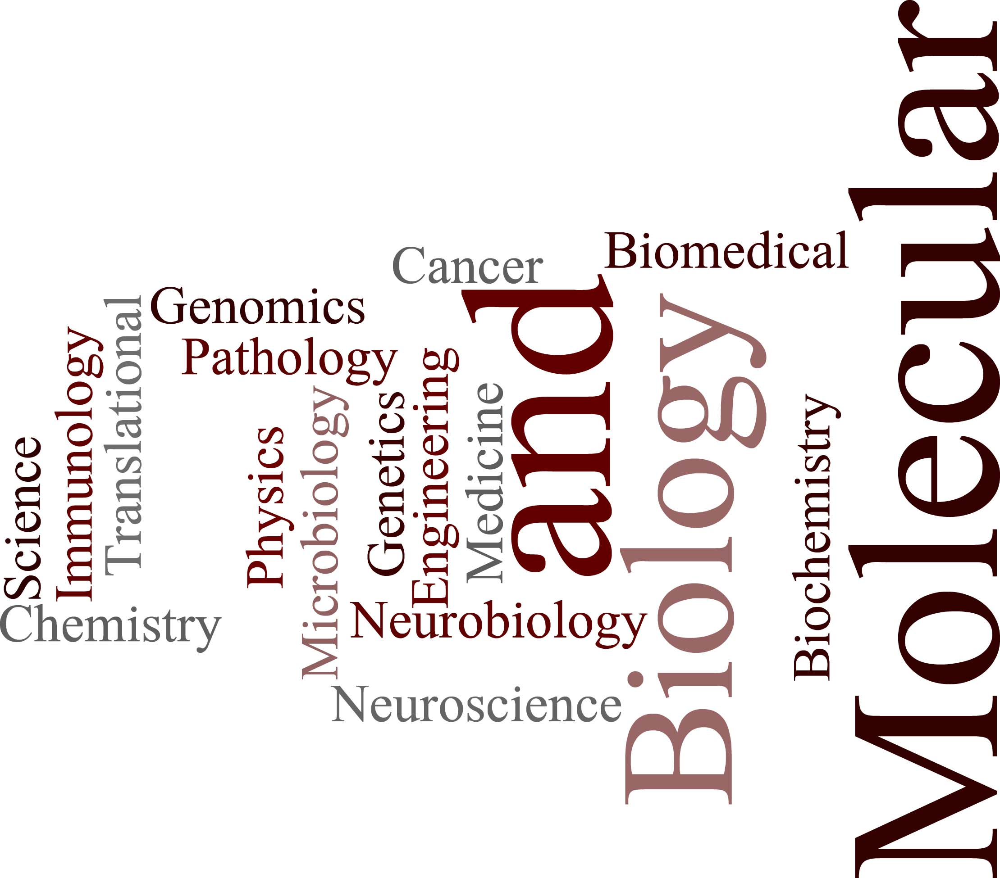 Science
Immunology
Translational
Chemistry
Genomics
Pathology
Physics
Microbiology
Genetics
Engineering
Medicine
Cancer
and
Neurobiology
Neuroscience
Biomedical
Biology
Biochemistry
Molecular